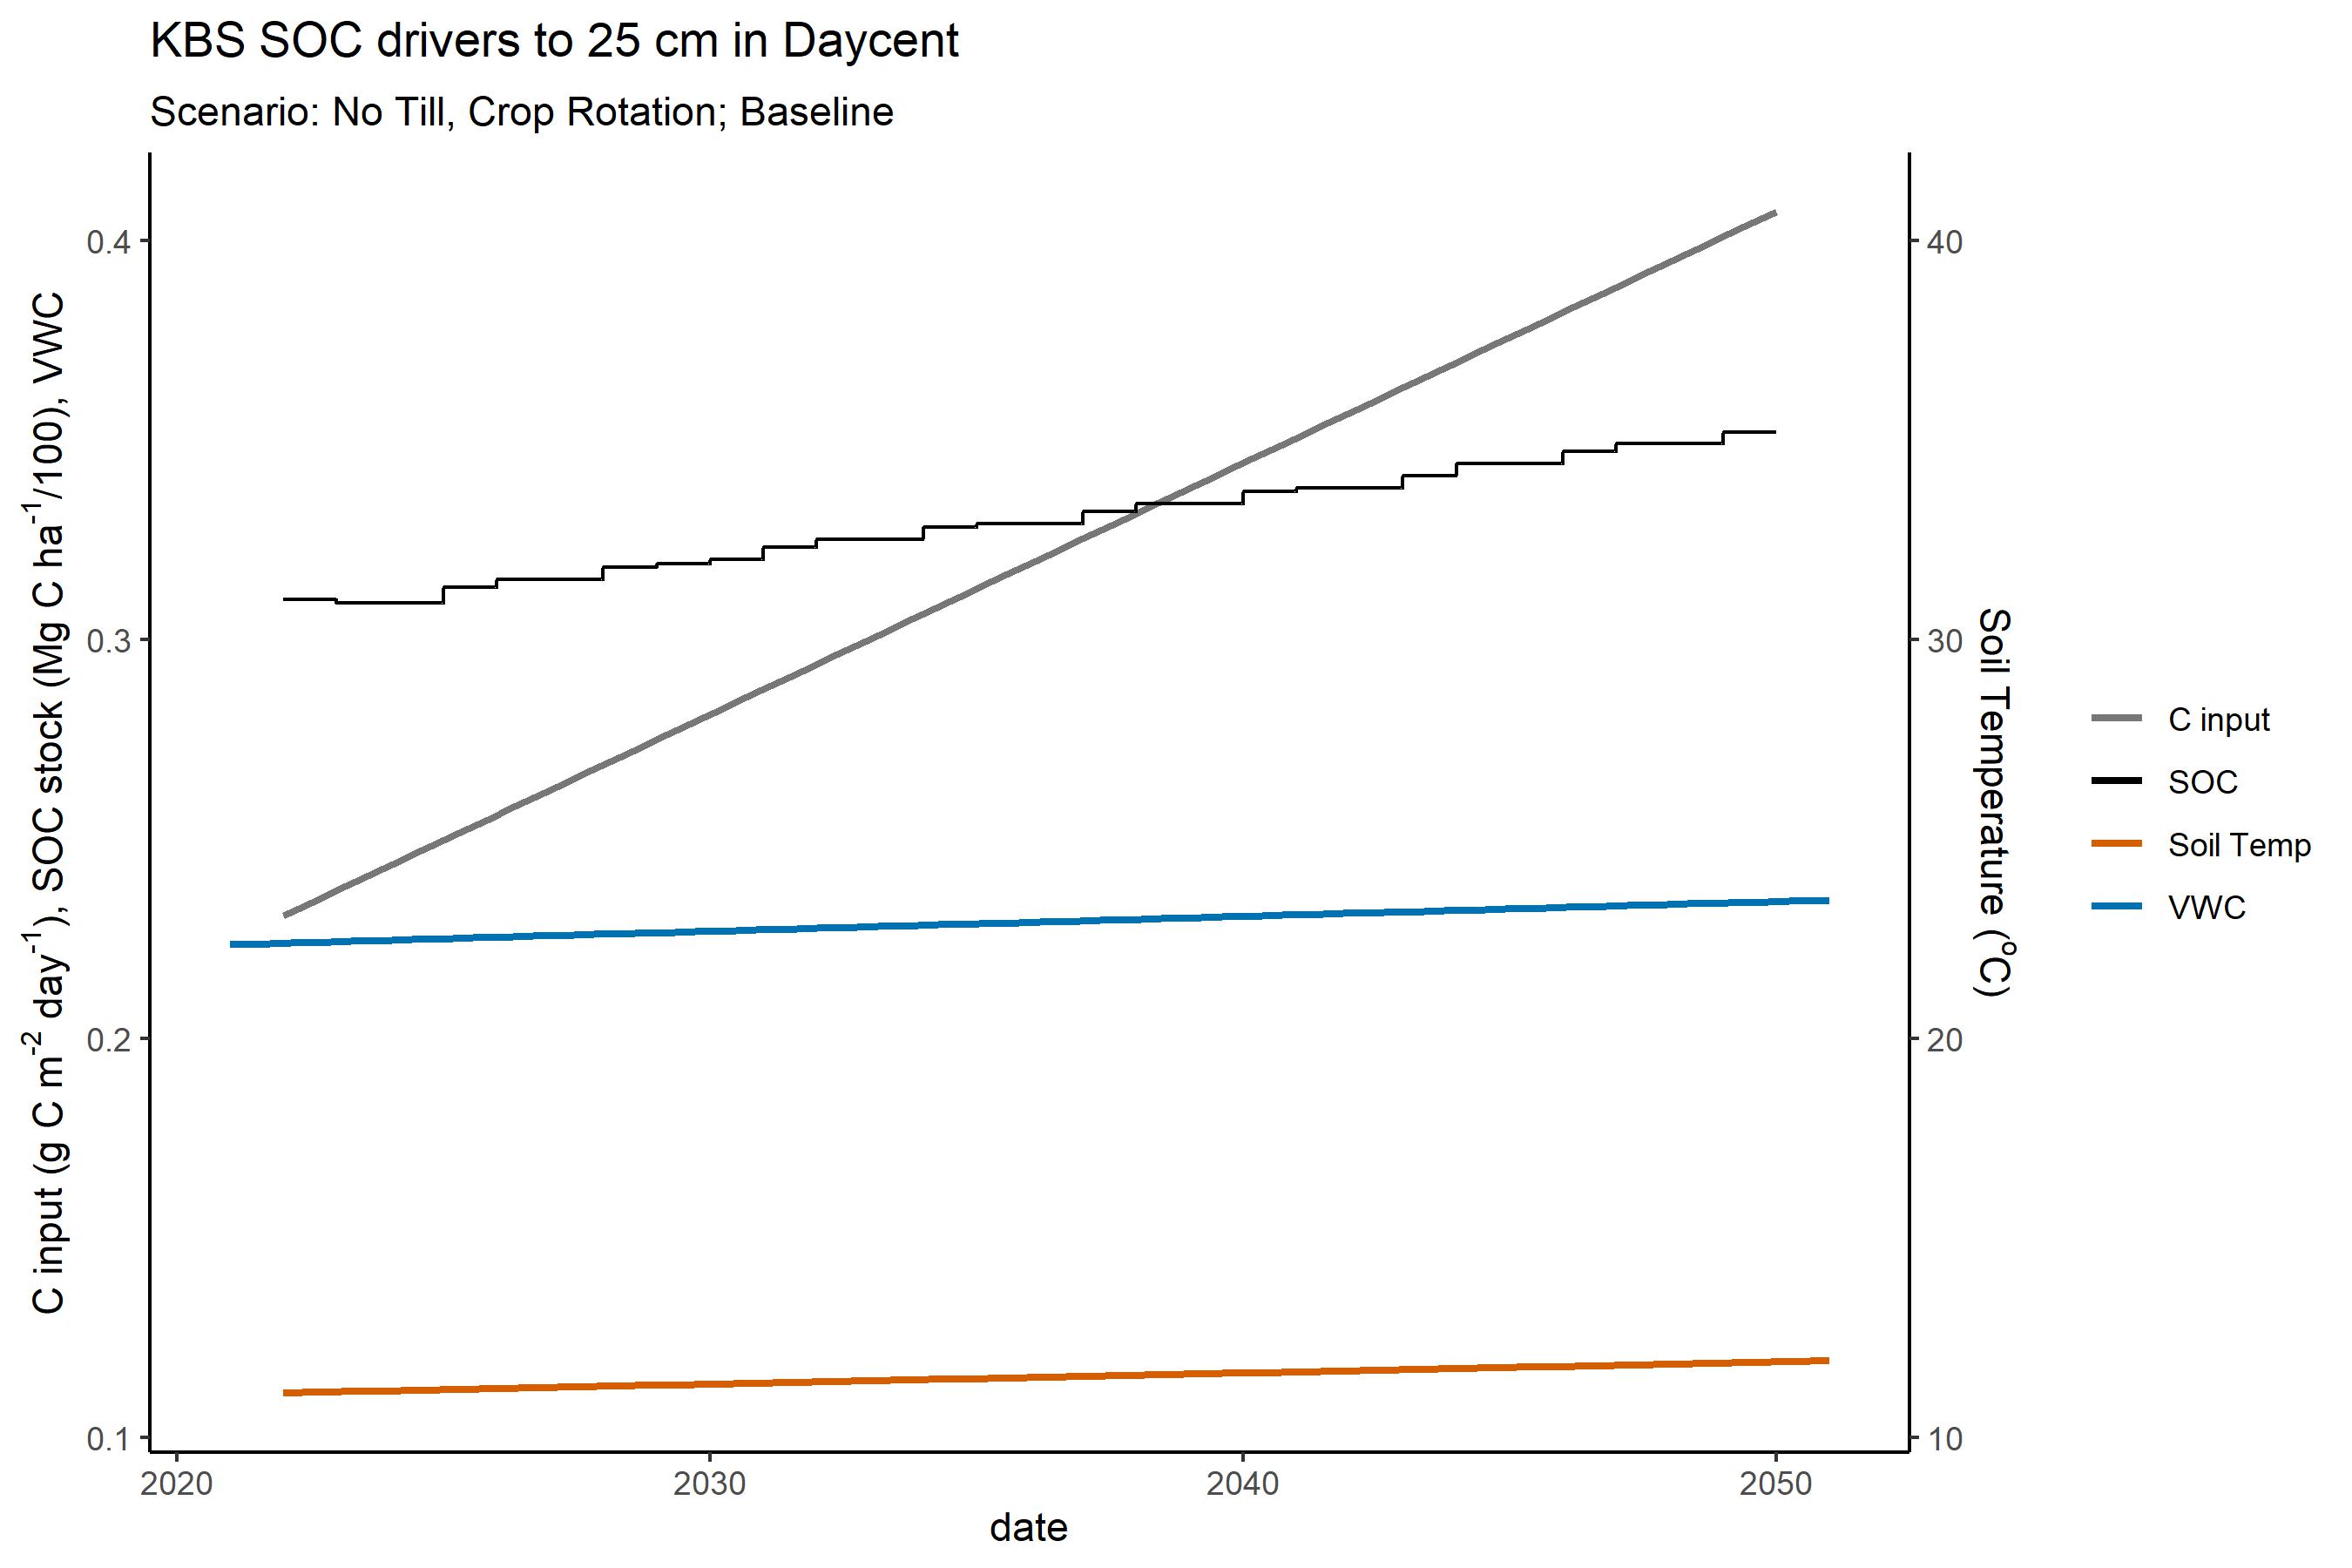 KBS SOC drivers to 25 cm in Daycent
Scenario: No Till, Crop Rotation; Baseline
C input (g C m⁻² day⁻¹), SOC stock (Mg C ha⁻¹/100), VWC
0.4
0.3
0.2
0.1
2020
2030
2040
2050
date
40
30
20
10
Soil Temperature (°C)
C input
SOC
Soil Temp
VWC